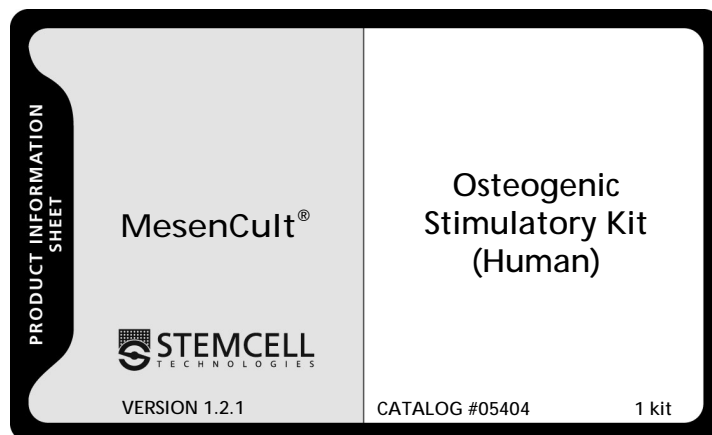 PRODUCT INFORMATION
SHEET
MesenCult®
STEMCELL
TECHNOLOGIES
VERSION 1.2.1
Osteogenic
Stimulatory Kit
(Human)
CATALOG #05404
1 kit